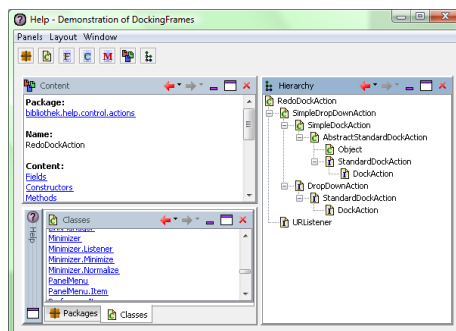 Help - Demonstration of DockingFrames
Panels Layout Window
Content
Package:
bibliothek.help.control.actions
Name:
RedoDockAction
Content:
Fields
Constructors
Methods
Help
Classes
Minimizer
Minimizer.Listener
Minimizer.Minimize
Minimizer.Normalize
PanelMenu
PanelMenu.Item
Packages
Classes
Hierarchy
RedoDockAction
SimpleDropDownAction
SimpleDockAction
AbstractStandardDockAction
Object
StandardDockAction
DockAction
DropDownAction
StandardDockAction
DockAction
URListener